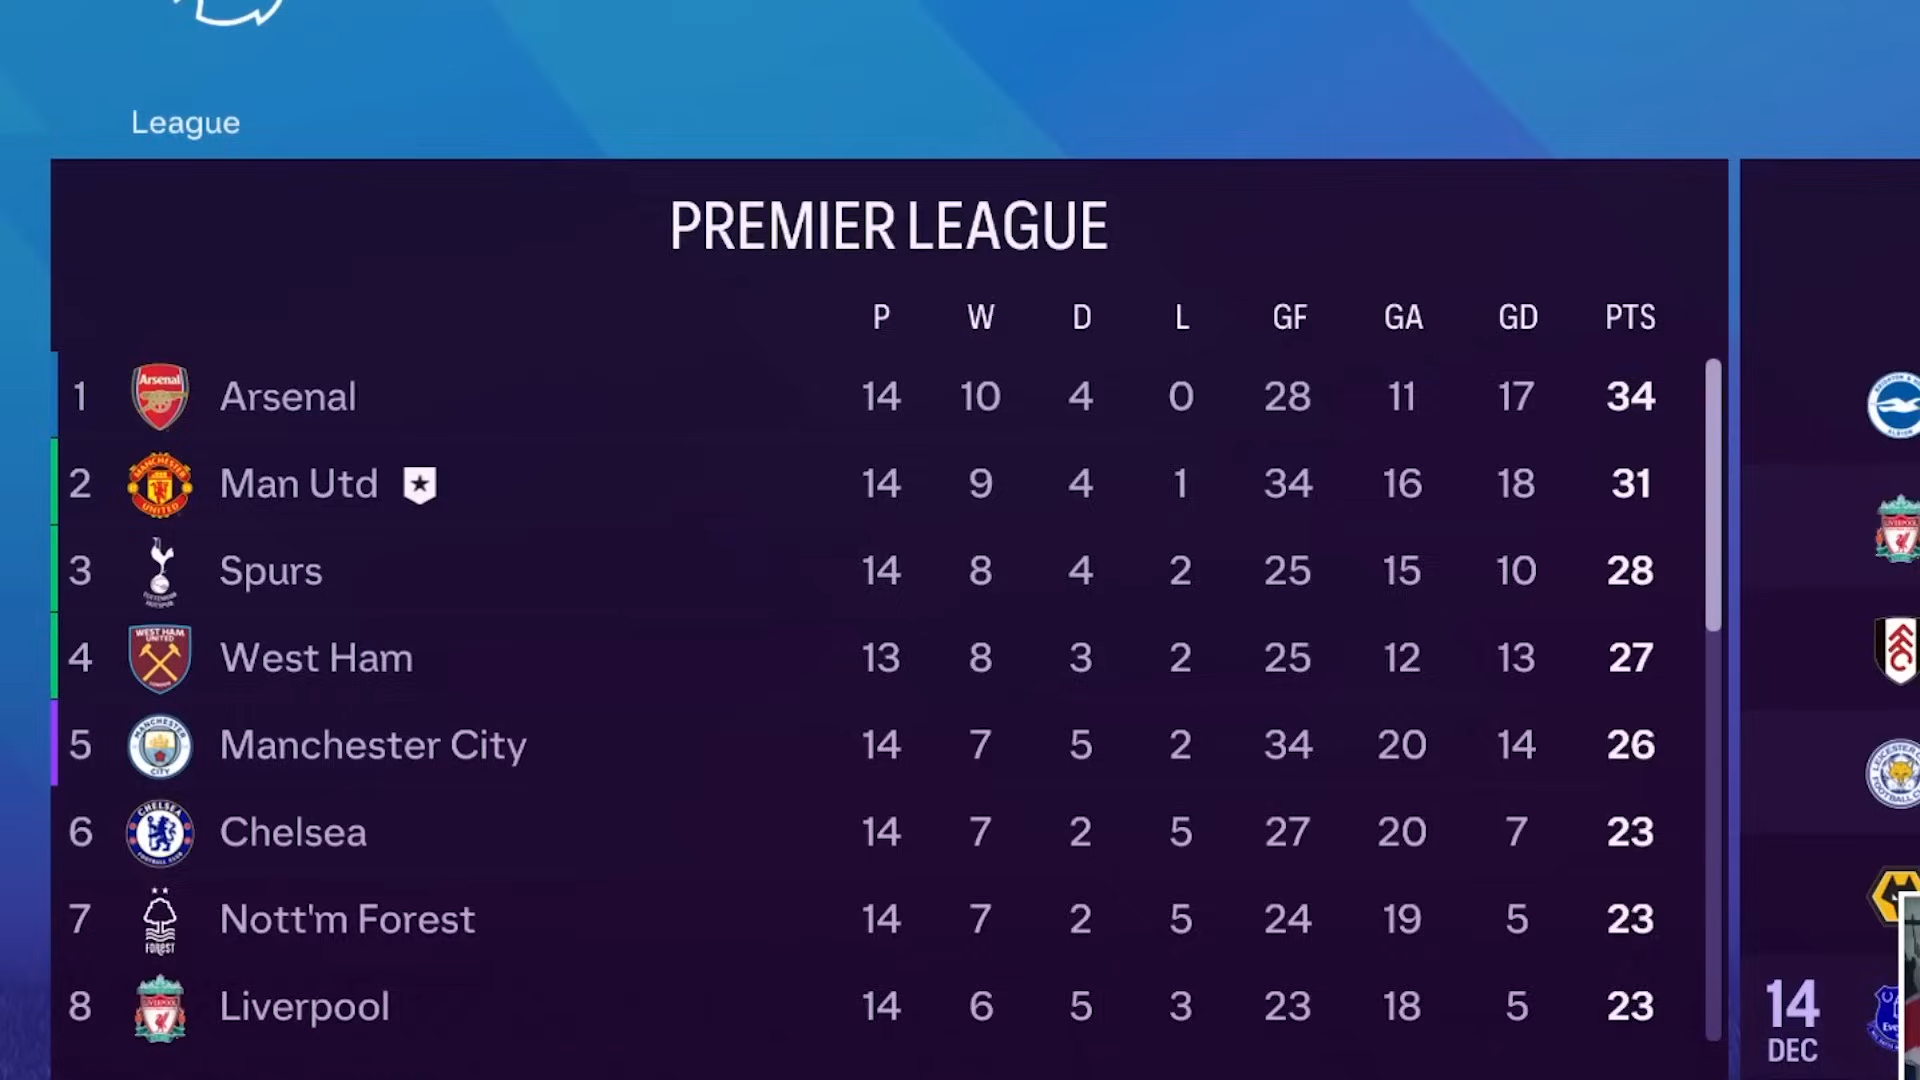 League
PREMIER LEAGUE
P W D L GF GA GD PTS
1 Arsenal 14 10 4 0 28 11 17 34
2 Man Utd 14 9 4 1 34 16 18 31
3 Spurs 14 8 4 2 25 15 10 28
4 West Ham 13 8 3 2 25 12 13 27
5 Manchester City 14 7 5 2 34 20 14 26
6 Chelsea 14 7 2 5 27 20 7 23
7 Nott'm Forest 14 7 2 5 24 19 5 23
8 Liverpool 14 6 5 3 23 18 5 23
14
DEC